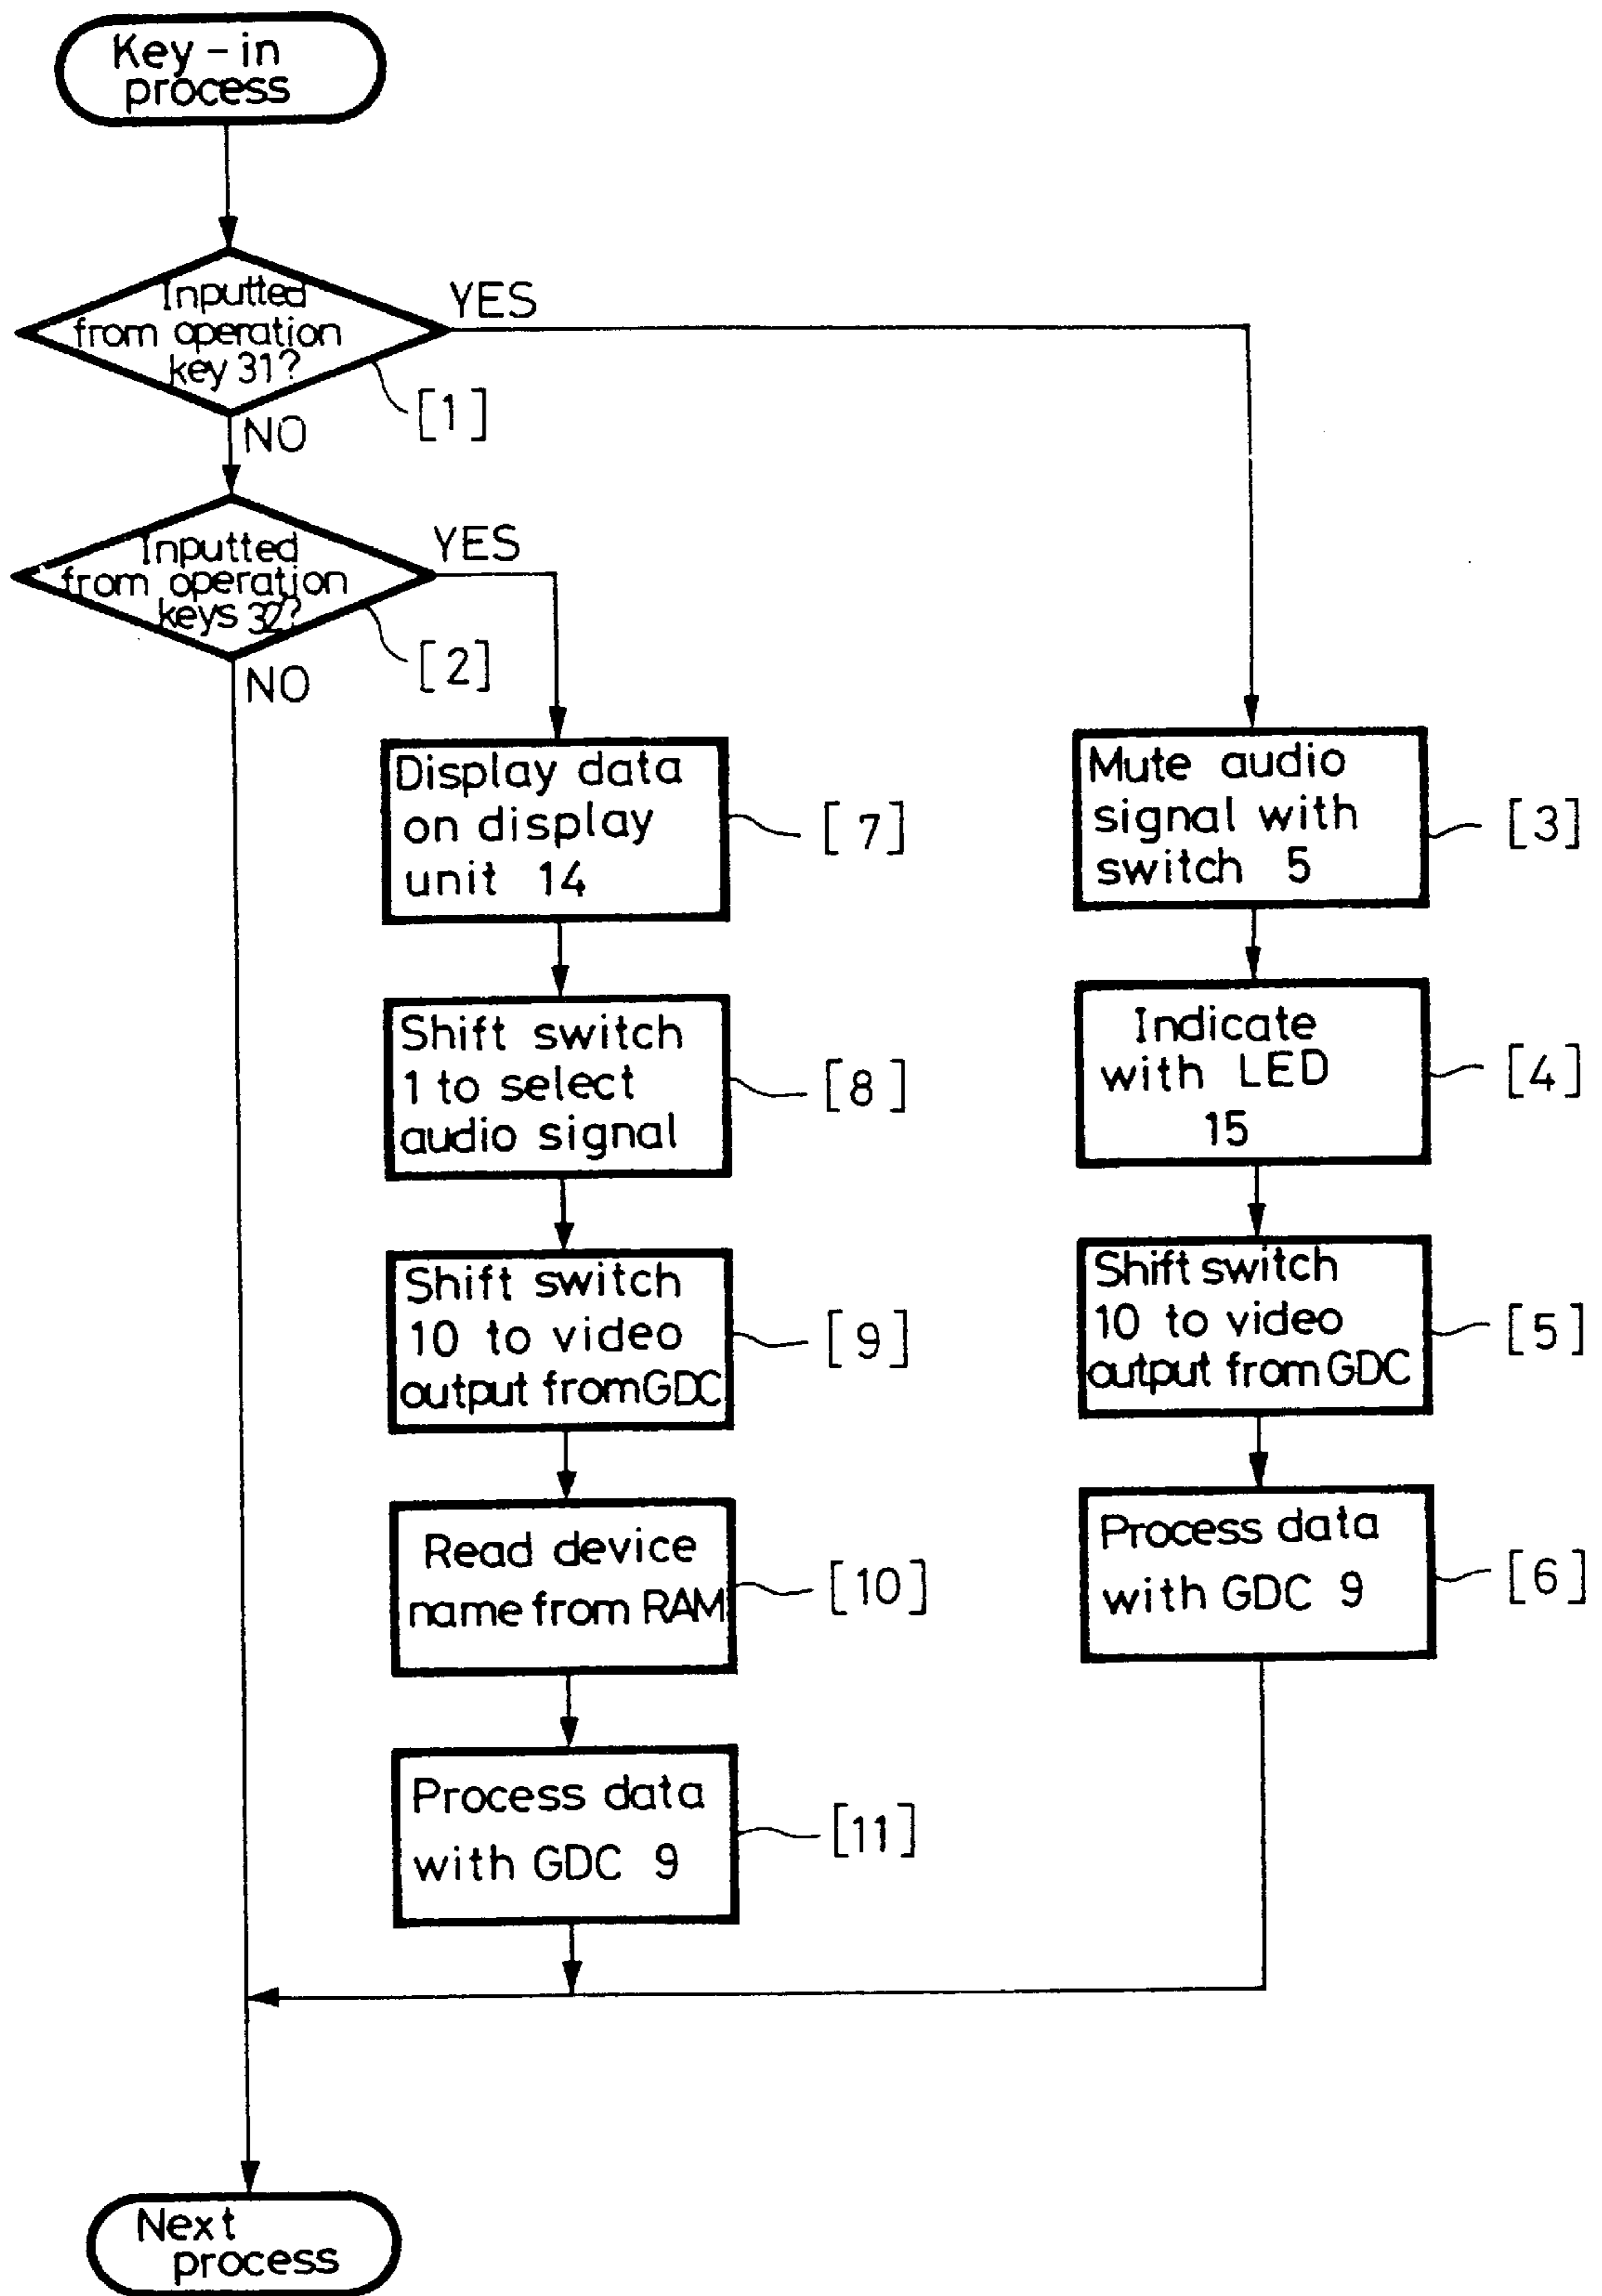 Key-in
process
Inputted
from operation
key 31?
YES
[1]
NO
Inputted
from operation
keys 32?
YES
[2]
NO
Display data
on display
unit 14
[7]
Shift switch
1 to select
audio signal
[8]
Shift switch
10 to video
output from GDC
[9]
Read device
name from RAM
[10]
Process data
with GDC 9
[11]
Mute audio
signal with
switch 5
[3]
Indicate
with LED
15
[4]
Shift switch
10 to video
output from GDC
[5]
Process data
with GDC 9
[6]
Next
process